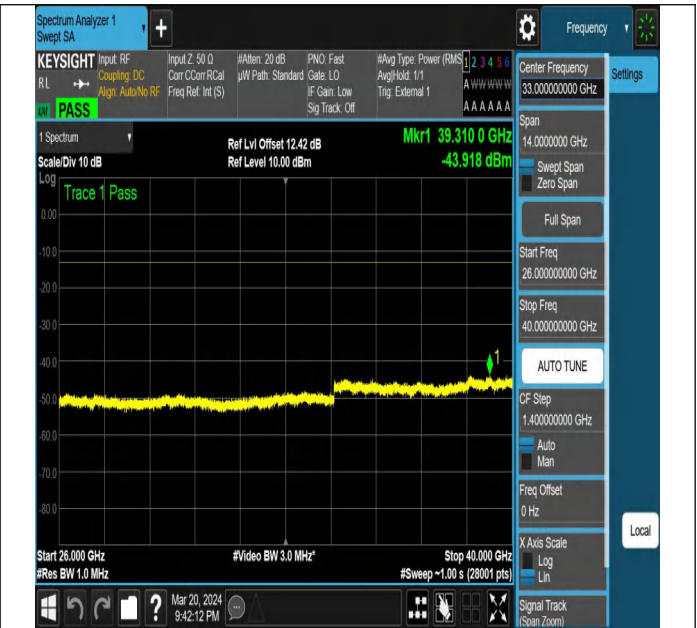 Spectrum Analyzer 1
Swept SA
Frequency
KEYSIGHT
RL
PASS
Input: RF
Coupling: DC
Align: Auto/No RF
Input Z: 50 Ω
Corr CCorr RCal
Freq Ref: Int (S)
#Atten: 20 dB
µW Path: Standard
PNO: Fast
Gate: LO
IF Gain: Low
Sig Track: Off
#Avg Type: Power (RMS
Avg|Hold: 1/1
Trig: External 1
1 2 3 4 5 6
A W W W W W
A A A A A A
1 Spectrum
Scale/Div 10 dB
Ref Lvl Offset 12.42 dB
Ref Level 10.00 dBm
Mkr1 39.310 0 GHz
-43.918 dBm
Log
Trace 1 Pass
0.00
-10.0
-20.0
-30.0
-40.0
-50.0
-60.0
-70.0
-80.0
1
Start 26.000 GHz
#Res BW 1.0 MHz
#Video BW 3.0 MHz*
Stop 40.000 GHz
#Sweep ~1.00 s (28001 pts)
Mar 20, 2024
9:42:12 PM
Center Frequency
33.000000000 GHz
Settings
Span
14.0000000 GHz
Swept Span
Zero Span
Full Span
Start Freq
26.000000000 GHz
Stop Freq
40.000000000 GHz
AUTO TUNE
CF Step
1.400000000 GHz
Auto
Man
Freq Offset
0 Hz
X Axis Scale
Log
Lin
Local
Signal Track
(Span Zoom)